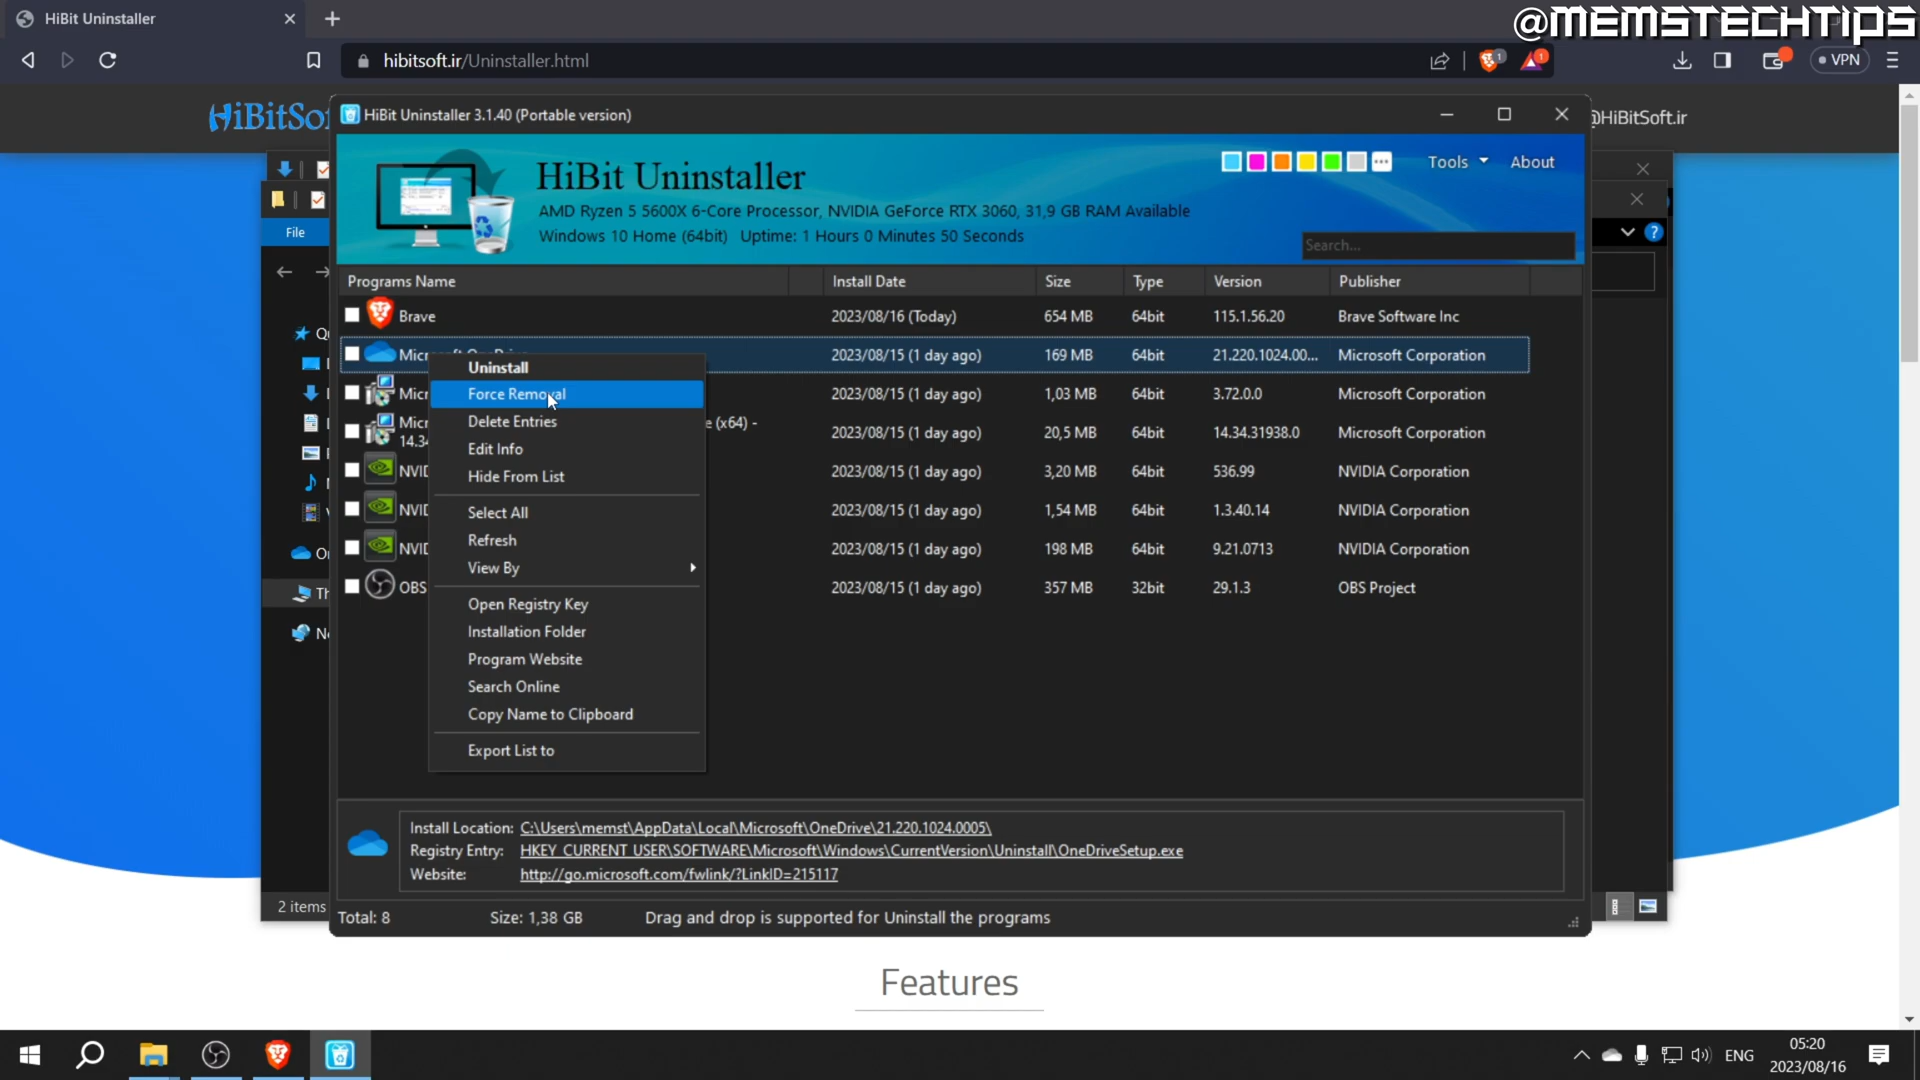 HiBit Uninstaller
@MEMSTECHTIPS
hibitsoft.ir/Uninstaller.html
1
1
VPN
HiBitSof
@HiBitSoft.ir
HiBit Uninstaller 3.1.40 (Portable version)
HiBit Uninstaller
Tools
About
AMD Ryzen 5 5600X 6-Core Processor, NVIDIA GeForce RTX 3060, 31,9 GB RAM Available
Windows 10 Home (64bit) Uptime: 1 Hours 0 Minutes 50 Seconds
Search...
File
?
Programs Name Install Date Size Type Version Publisher
Brave 2023/08/16 (Today) 654 MB 64bit 115.1.56.20 Brave Software Inc
Microsoft OneDrive 2023/08/15 (1 day ago) 169 MB 64bit 21.220.1024.00... Microsoft Corporation
Micr 2023/08/15 (1 day ago) 1,03 MB 64bit 3.72.0.0 Microsoft Corporation
Micr e (x64) -
14.34 2023/08/15 (1 day ago) 20,5 MB 64bit 14.34.31938.0 Microsoft Corporation
NVID 2023/08/15 (1 day ago) 3,20 MB 64bit 536.99 NVIDIA Corporation
NVID 2023/08/15 (1 day ago) 1,54 MB 64bit 1.3.40.14 NVIDIA Corporation
NVID 2023/08/15 (1 day ago) 198 MB 64bit 9.21.0713 NVIDIA Corporation
OBS 2023/08/15 (1 day ago) 357 MB 32bit 29.1.3 OBS Project
Uninstall
Force Removal
Delete Entries
Edit Info
Hide From List
Select All
Refresh
View By
Open Registry Key
Installation Folder
Program Website
Search Online
Copy Name to Clipboard
Export List to
Install Location: C:\Users\memst\AppData\Local\Microsoft\OneDrive\21.220.1024.0005\
Registry Entry: HKEY_CURRENT_USER\SOFTWARE\Microsoft\Windows\CurrentVersion\Uninstall\OneDriveSetup.exe
Website: http://go.microsoft.com/fwlink/?LinkID=215117
2 items
Total: 8 Size: 1,38 GB Drag and drop is supported for Uninstall the programs
Features
ENG
05:20
2023/08/16